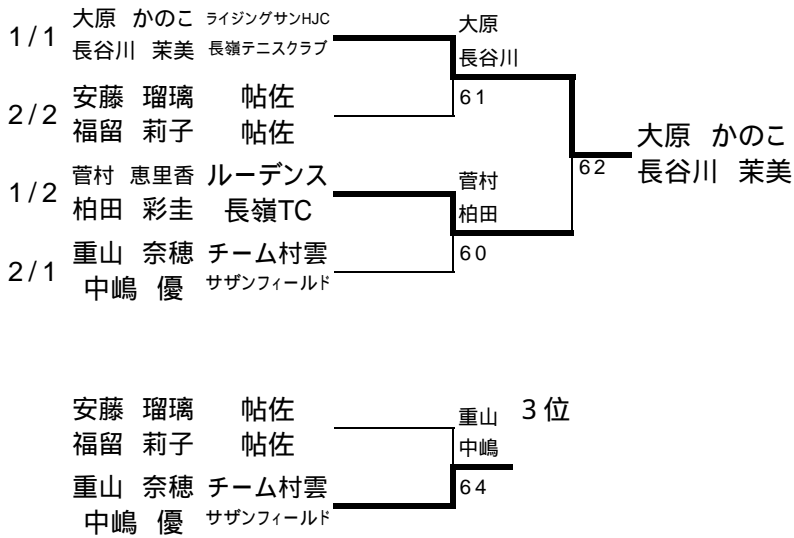 1/1 大原 かのこ ライジングサンHJC 大原
長谷川 茉美 長嶺テニスクラブ 長谷川
61
2/2 安藤 瑠璃 帖佐
福留 莉子 帖佐
大原 かのこ
62 長谷川 茉美
1/2 菅村 恵里香 ルーデンス 菅村
柏田 彩圭 長嶺TC 柏田
60
2/1 重山 奈穂 チーム村雲
中嶋 優 サザンフィールド
安藤 瑠璃 帖佐 重山 3位
福留 莉子 帖佐 中嶋
重山 奈穂 チーム村雲 64
中嶋 優 サザンフィールド